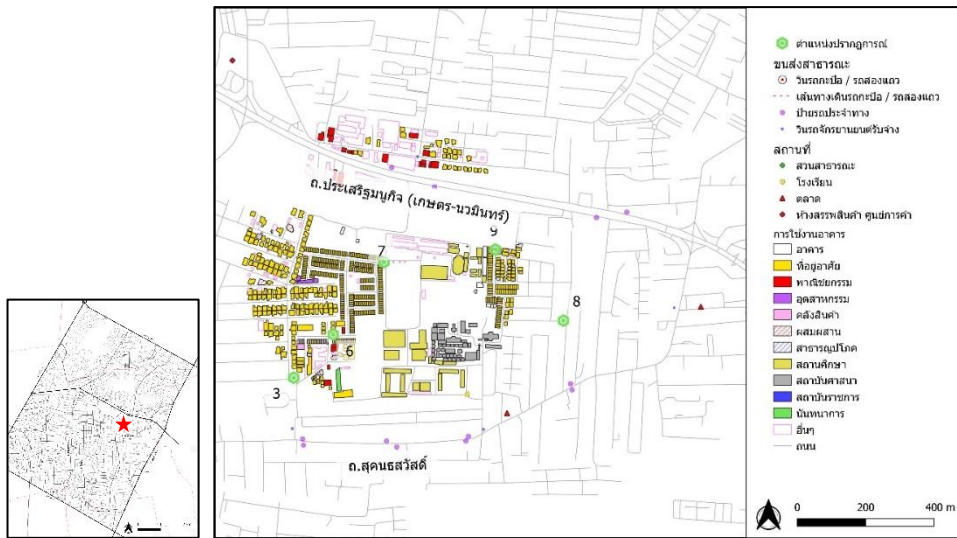 ถ.ประเสริฐมนูกิจ (เกษตร-นวมินทร์)
9
7
8
6
3
ถ.สุคนธสวัสดิ์
ตำแหน่งปรากฏการณ์
ขนส่งสาธารณะ
วินรถกะป๊อ / รถสองแถว
เส้นทางเดินรถกะป๊อ / รถสองแถว
ป้ายรถประจำทาง
วินรถจักรยานยนต์รับจ้าง
สถานที่
สวนสาธารณะ
โรงเรียน
ตลาด
ห้างสรรพสินค้า ศูนย์การค้า
การใช้งานอาคาร
อาคาร
ที่อยู่อาศัย
พาณิชยกรรม
อุตสาหกรรม
คลังสินค้า
ผสมผสาน
สาธารณูปโภค
สถานศึกษา
สถาบันศาสนา
สถาบันราชการ
นันทนาการ
อื่นๆ
ถนน
0 200 400 m